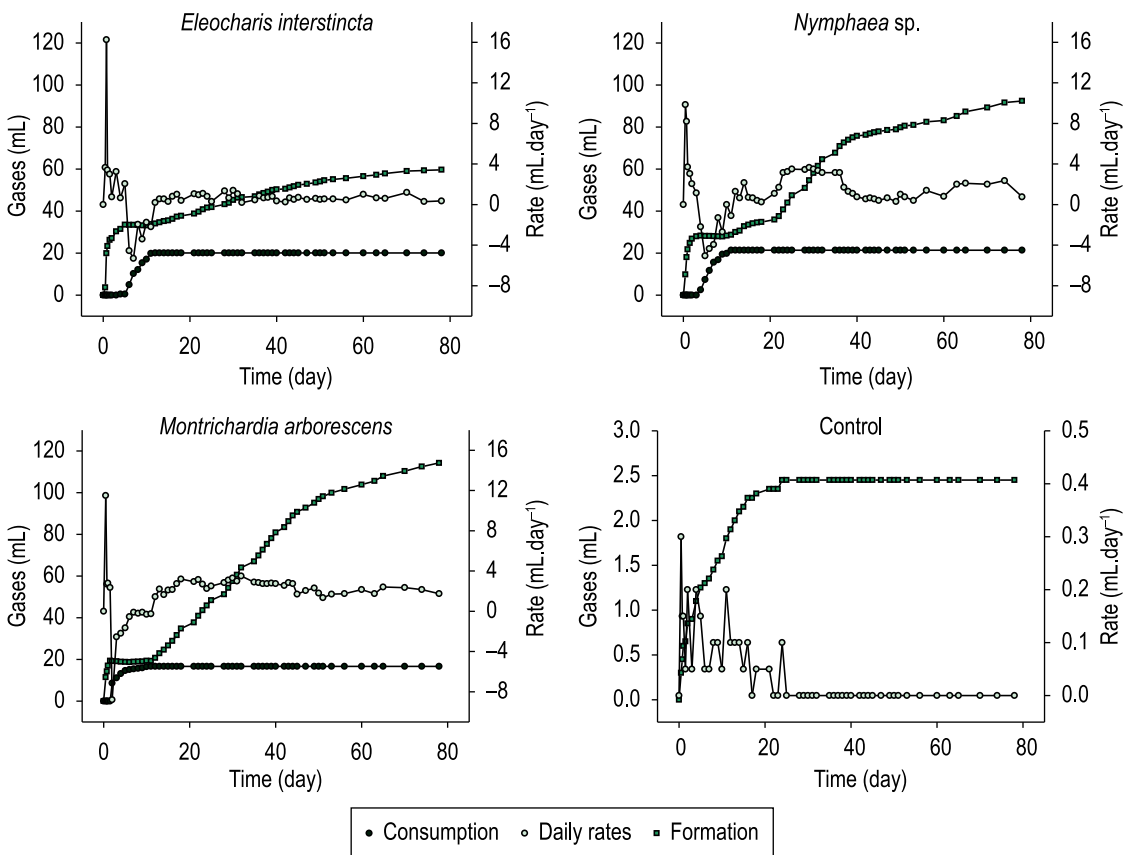 Eleocharis interstincta
120
100
80
60
40
20
0
Gases (mL)
16
12
8
4
0
–4
–8
Rate (mL.day–1)
0 20 40 60 80
Time (day)
Nymphaea sp.
120
100
80
60
40
20
0
Gases (mL)
16
12
8
4
0
–4
–8
Rate (mL.day–1)
0 20 40 60 80
Time (day)
Montrichardia arborescens
120
100
80
60
40
20
0
Gases (mL)
16
12
8
4
0
–4
–8
Rate (mL.day–1)
0 20 40 60 80
Time (day)
Control
3.0
2.5
2.0
1.5
1.0
0.5
0.0
Gases (mL)
0.5
0.4
0.3
0.2
0.1
0.0
Rate (mL.day–1)
0 20 40 60 80
Time (day)
Consumption Daily rates Formation